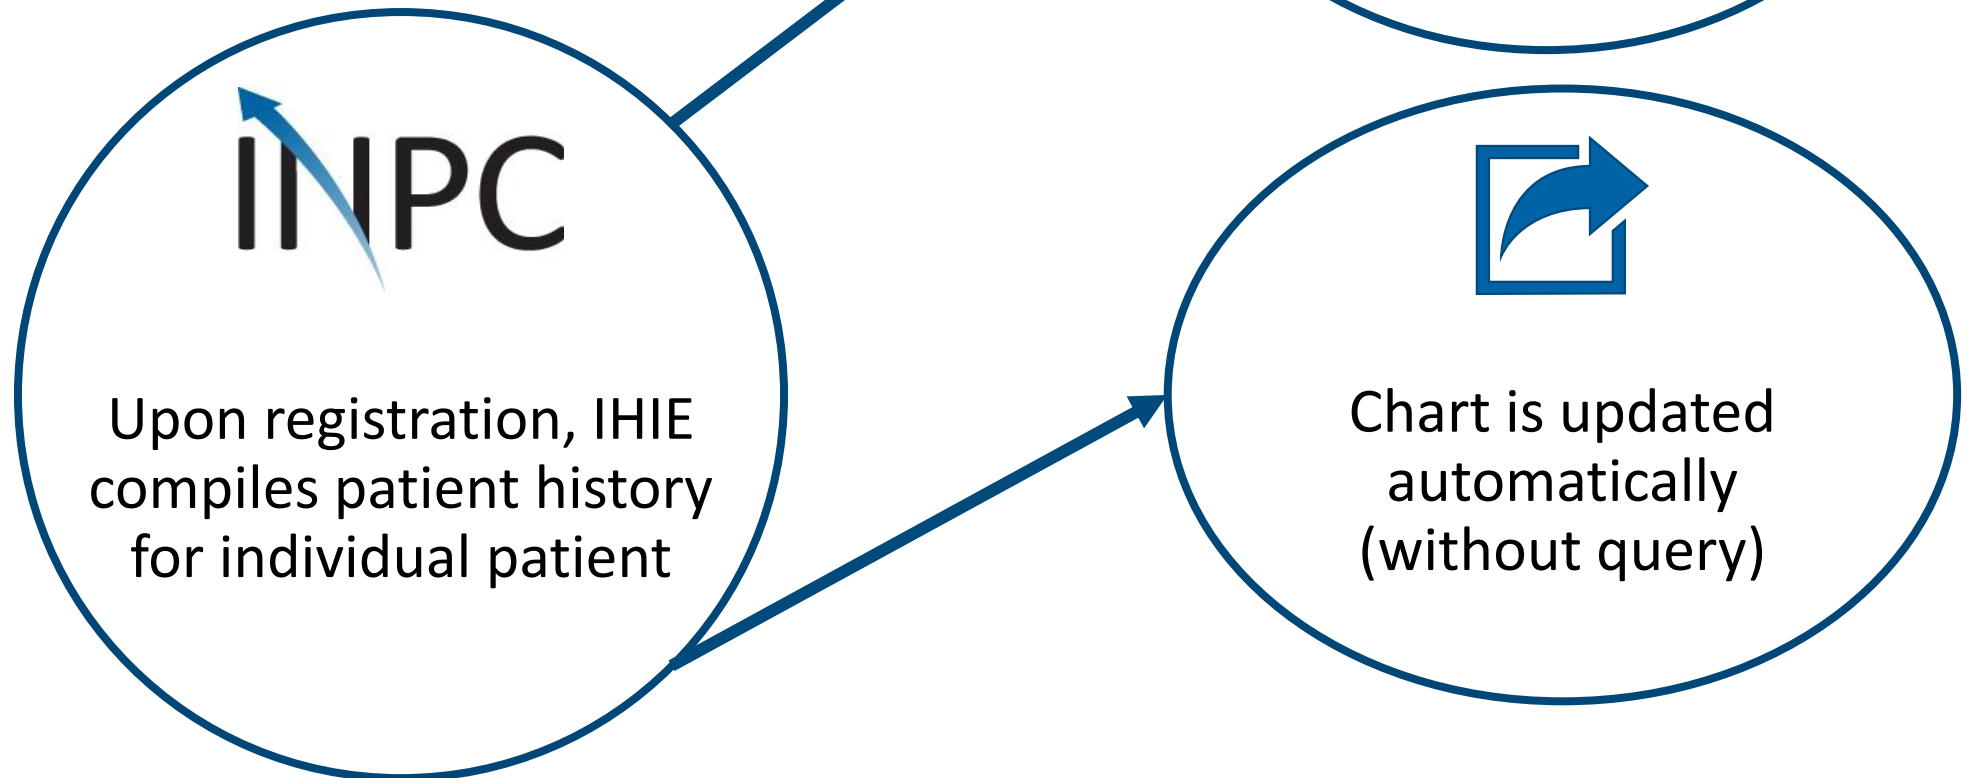 INPC
Upon registration, IHIE
compiles patient history
for individual patient
Chart is updated
automatically
(without query)